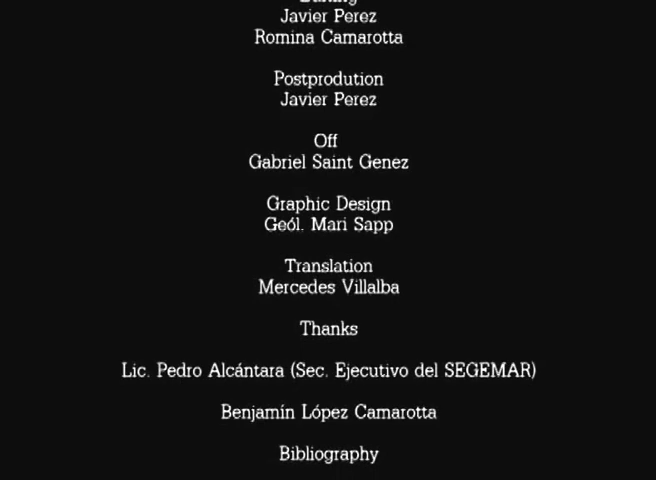 Javier Perez
Romina Camarotta
Postprodution
Javier Perez
Off
Gabriel Saint Genez
Graphic Design
Geól. Mari Sapp
Translation
Mercedes Villalba
Thanks
Lic. Pedro Alcántara (Sec. Ejecutivo del SEGEMAR)
Benjamín López Camarotta
Bibliography